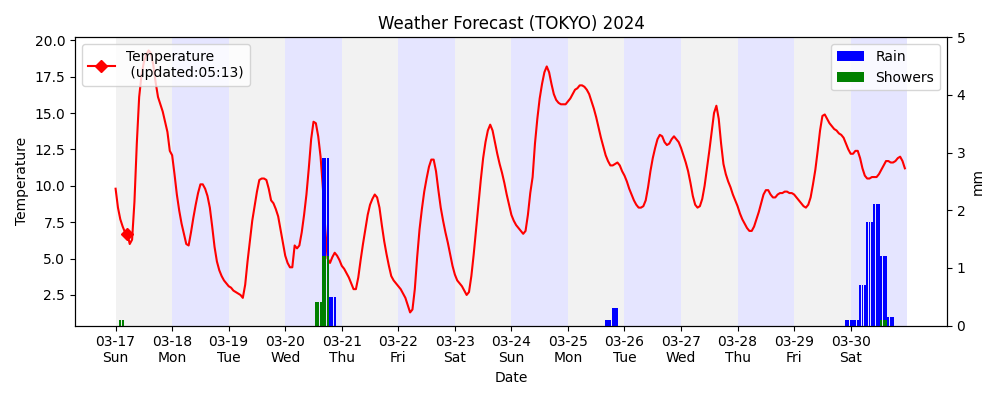 Weather Forecast (TOKYO) 2024
20.0
17.5
15.0
12.5
10.0
7.5
5.0
2.5
Temperature
Temperature
(updated:05:13)
Rain
Showers
5
4
3
2
1
0
mm
03-17 03-18 03-19 03-20 03-21 03-22 03-23 03-24 03-25 03-26 03-27 03-28 03-29 03-30
Sun Mon Tue Wed Thu Fri Sat Sun Mon Tue Wed Thu Fri Sat
Date